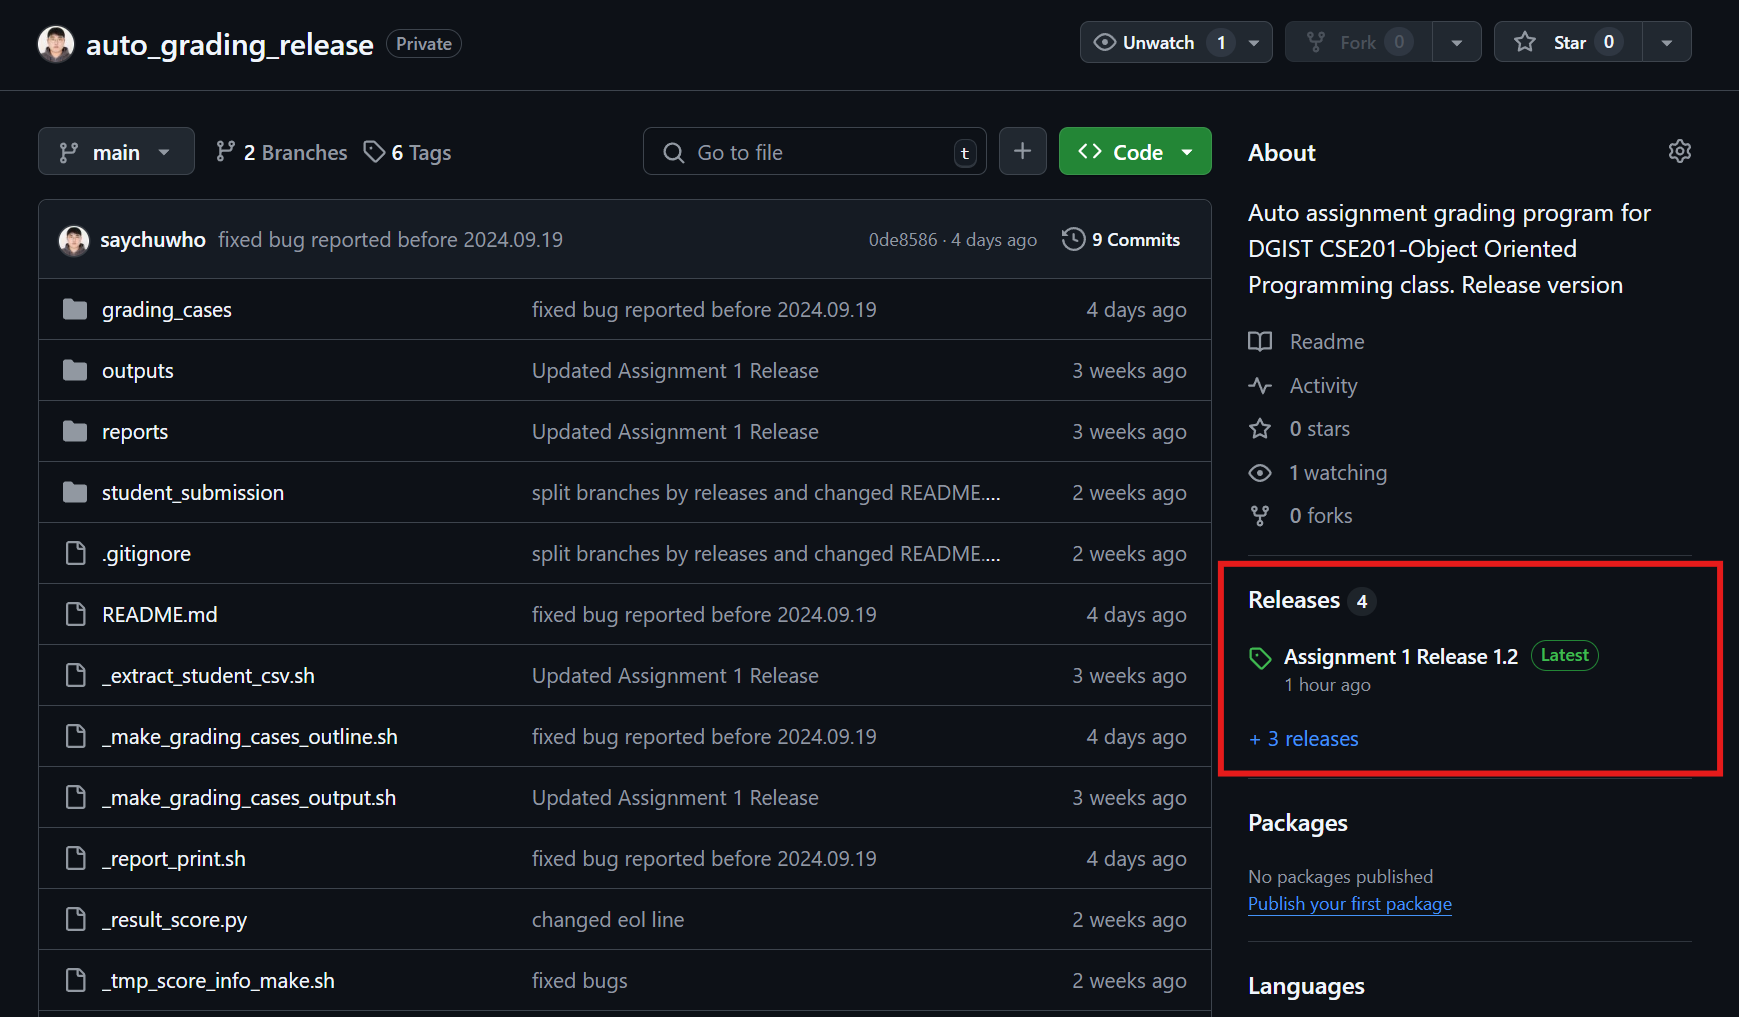 auto_grading_release Private
Unwatch 1
Fork 0
Star 0
main
2 Branches
6 Tags
Go to file t
Code
saychuwho fixed bug reported before 2024.09.19 0de8586 · 4 days ago 9 Commits
grading_cases fixed bug reported before 2024.09.19 4 days ago
outputs Updated Assignment 1 Release 3 weeks ago
reports Updated Assignment 1 Release 3 weeks ago
student_submission split branches by releases and changed README.... 2 weeks ago
.gitignore split branches by releases and changed README.... 2 weeks ago
README.md fixed bug reported before 2024.09.19 4 days ago
_extract_student_csv.sh Updated Assignment 1 Release 3 weeks ago
_make_grading_cases_outline.sh fixed bug reported before 2024.09.19 4 days ago
_make_grading_cases_output.sh Updated Assignment 1 Release 3 weeks ago
_report_print.sh fixed bug reported before 2024.09.19 4 days ago
_result_score.py changed eol line 2 weeks ago
_tmp_score_info_make.sh fixed bugs 2 weeks ago
About
Auto assignment grading program for
DGIST CSE201-Object Oriented
Programming class. Release version
Readme
Activity
0 stars
1 watching
0 forks
Releases 4
Assignment 1 Release 1.2 Latest
1 hour ago
+ 3 releases
Packages
No packages published
Publish your first package
Languages